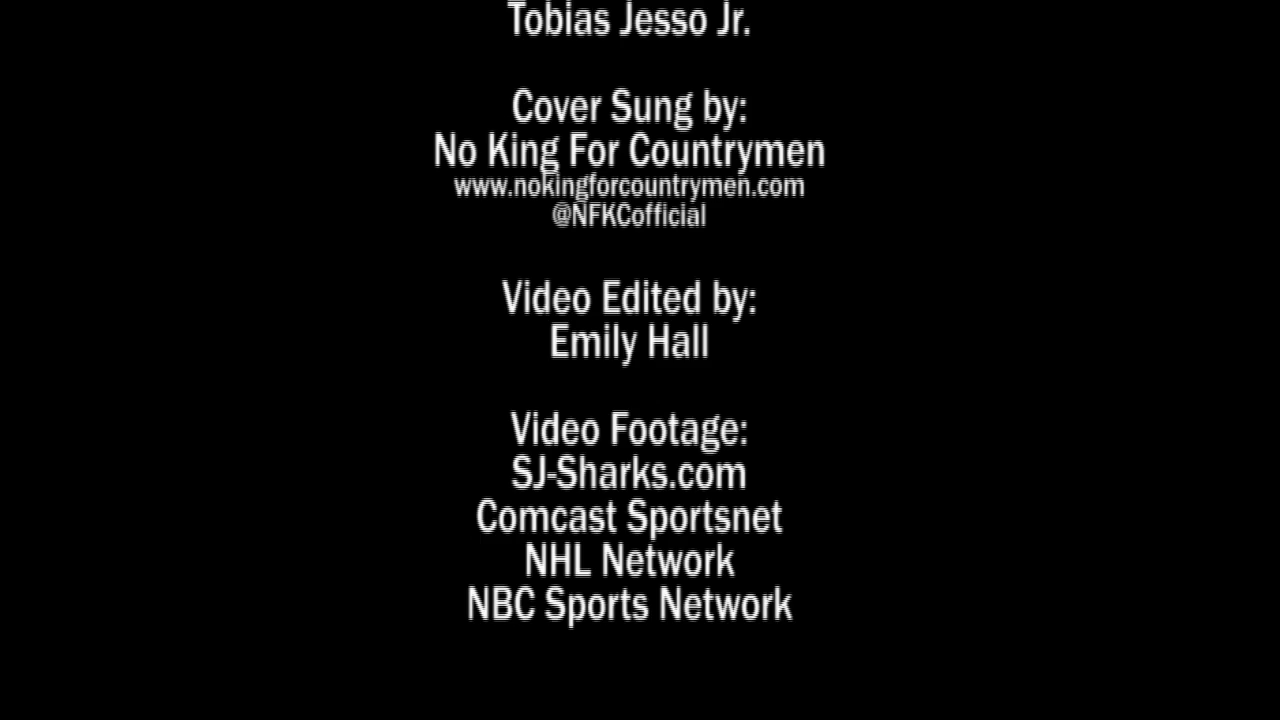 Tobias Jesso Jr.
Cover Sung by:
No King For Countrymen
www.nokingforcountrymen.com
@NFKCofficial
Video Edited by:
Emily Hall
Video Footage:
SJ-Sharks.com
Comcast Sportsnet
NHL Network
NBC Sports Network